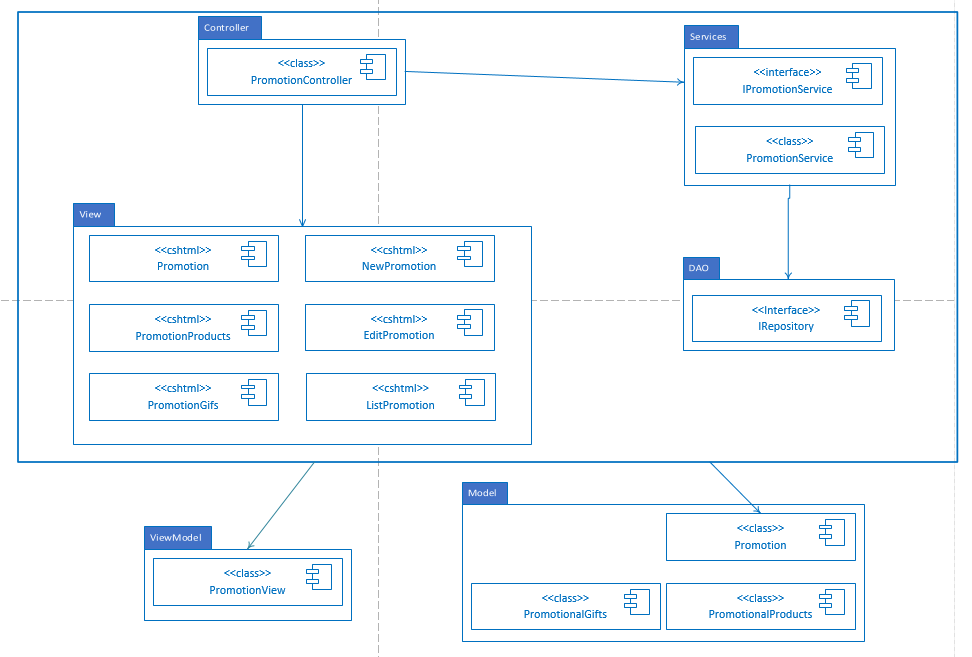 Controller
<<class>>
PromotionController
Services
<<interface>>
IPromotionService
<<class>>
PromotionService
View
<<cshtml>>
Promotion
<<cshtml>>
NewPromotion
<<cshtml>>
PromotionProducts
<<cshtml>>
EditPromotion
<<cshtml>>
PromotionGifs
<<cshtml>>
ListPromotion
DAO
<<Interface>>
IRepository
ViewModel
<<class>>
PromotionView
Model
<<class>>
Promotion
<<class>>
PromotionalGifts
<<class>>
PromotionalProducts